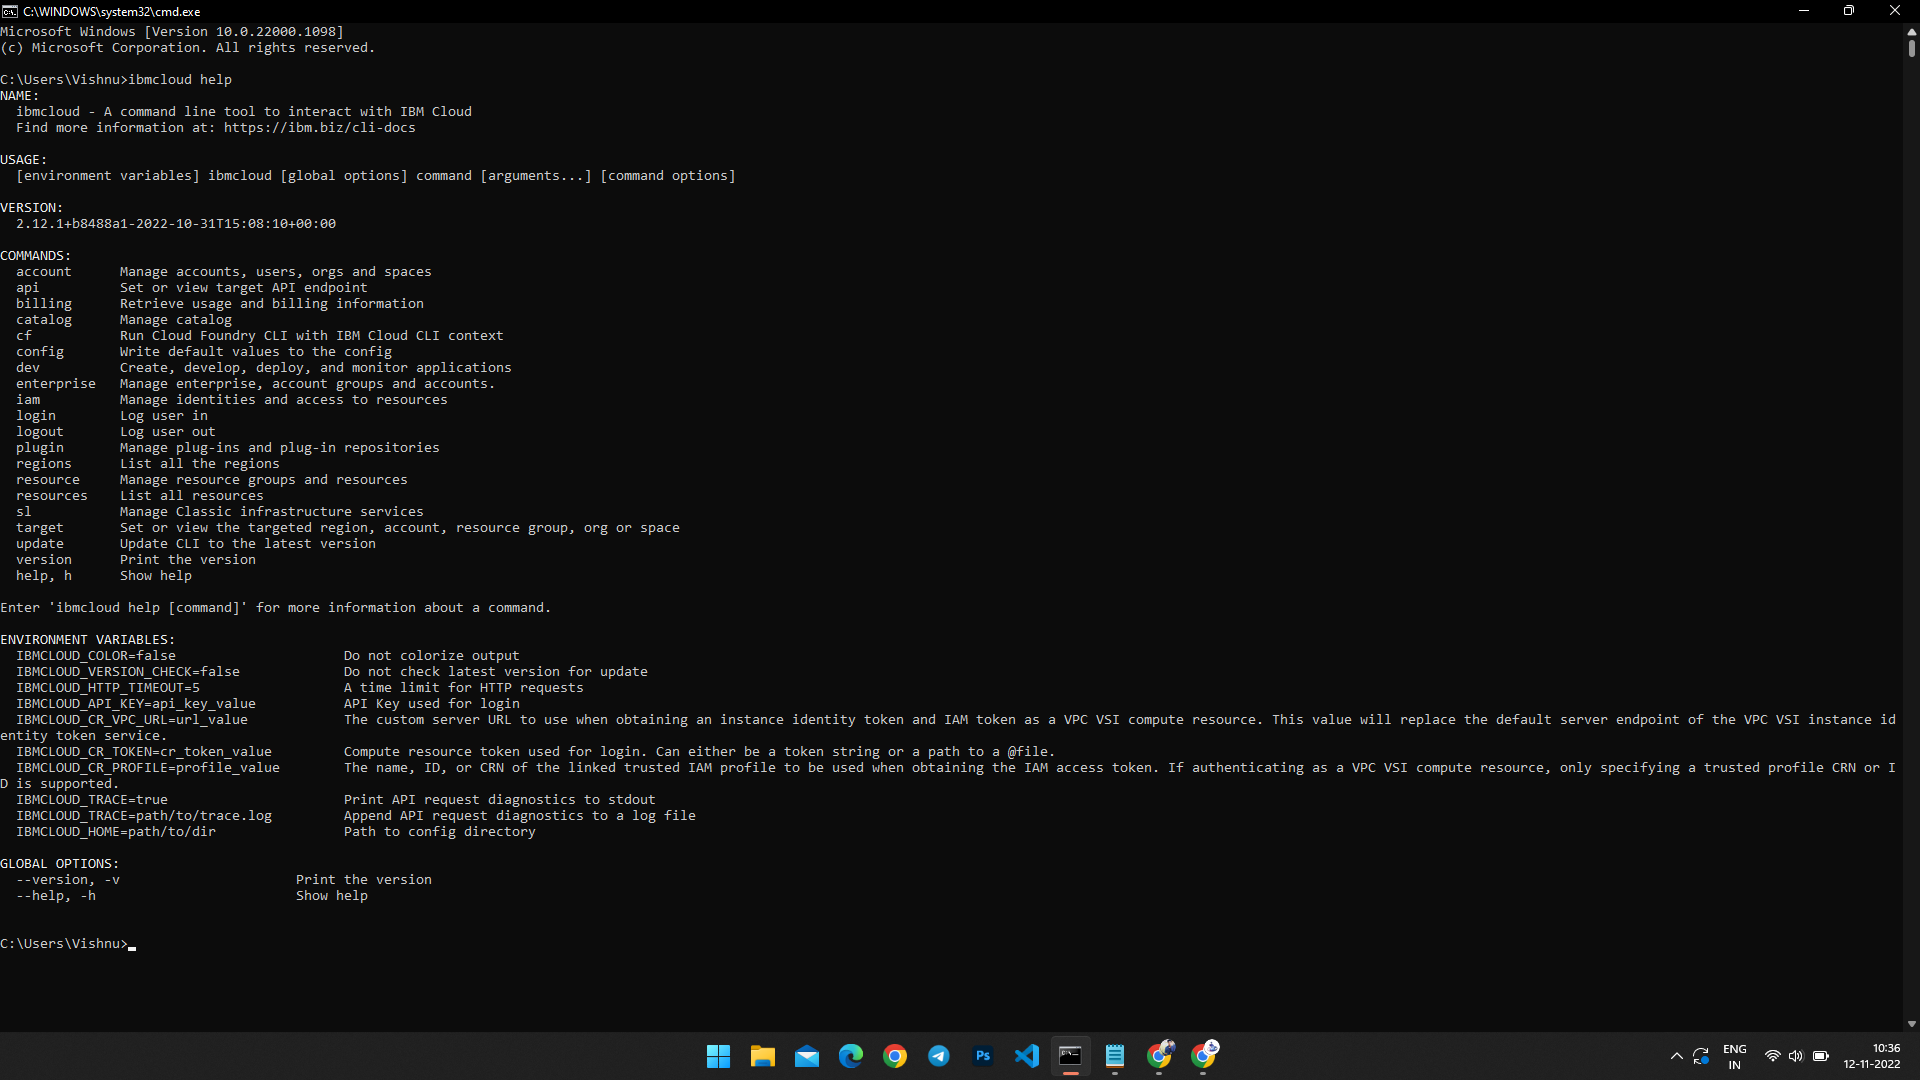 C:\WINDOWS\system32\cmd.exe
Microsoft Windows [Version 10.0.22000.1098]
(c) Microsoft Corporation. All rights reserved.
C:\Users\Vishnu>ibmcloud help
NAME:
  ibmcloud - A command line tool to interact with IBM Cloud
  Find more information at: https://ibm.biz/cli-docs
USAGE:
  [environment variables] ibmcloud [global options] command [arguments...] [command options]
VERSION:
  2.12.1+b8488a1-2022-10-31T15:08:10+00:00
COMMANDS:
  account      Manage accounts, users, orgs and spaces
  api          Set or view target API endpoint
  billing      Retrieve usage and billing information
  catalog      Manage catalog
  cf           Run Cloud Foundry CLI with IBM Cloud CLI context
  config       Write default values to the config
  dev          Create, develop, deploy, and monitor applications
  enterprise   Manage enterprise, account groups and accounts.
  iam          Manage identities and access to resources
  login        Log user in
  logout       Log user out
  plugin       Manage plug-ins and plug-in repositories
  regions      List all the regions
  resource     Manage resource groups and resources
  resources    List all resources
  sl           Manage Classic infrastructure services
  target       Set or view the targeted region, account, resource group, org or space
  update       Update CLI to the latest version
  version      Print the version
  help, h      Show help
Enter 'ibmcloud help [command]' for more information about a command.
ENVIRONMENT VARIABLES:
  IBMCLOUD_COLOR=false                     Do not colorize output
  IBMCLOUD_VERSION_CHECK=false             Do not check latest version for update
  IBMCLOUD_HTTP_TIMEOUT=5                  A time limit for HTTP requests
  IBMCLOUD_API_KEY=api_key_value           API Key used for login
  IBMCLOUD_CR_VPC_URL=url_value            The custom server URL to use when obtaining an instance identity token and IAM token as a VPC VSI compute resource. This value will replace the default server endpoint of the VPC VSI instance id
entity token service.
  IBMCLOUD_CR_TOKEN=cr_token_value         Compute resource token used for login. Can either be a token string or a path to a @file.
  IBMCLOUD_CR_PROFILE=profile_value        The name, ID, or CRN of the linked trusted IAM profile to be used when obtaining the IAM access token. If authenticating as a VPC VSI compute resource, only specifying a trusted profile CRN or I
D is supported.
  IBMCLOUD_TRACE=true                      Print API request diagnostics to stdout
  IBMCLOUD_TRACE=path/to/trace.log         Append API request diagnostics to a log file
  IBMCLOUD_HOME=path/to/dir                Path to config directory
GLOBAL OPTIONS:
  --version, -v                      Print the version
  --help, -h                         Show help
C:\Users\Vishnu>
Ps
ENG
IN
10:36
12-11-2022